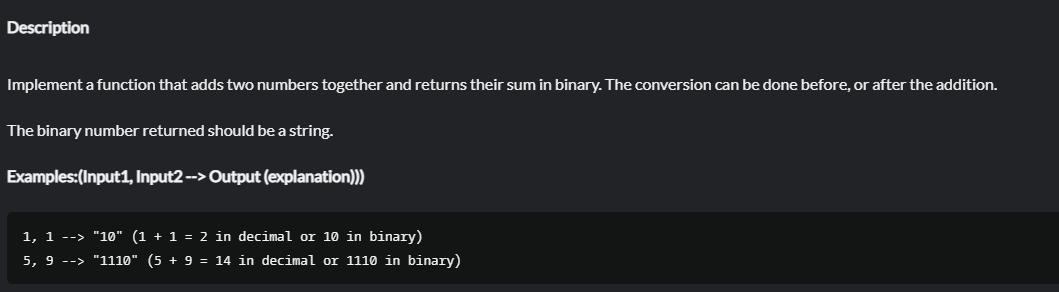 Description
Implement a function that adds two numbers together and returns their sum in binary. The conversion can be done before, or after the addition.
The binary number returned should be a string.
Examples:(Input1, Input2 --> Output (explanation)))
1, 1 --> "10" (1 + 1 = 2 in decimal or 10 in binary)
5, 9 --> "1110" (5 + 9 = 14 in decimal or 1110 in binary)